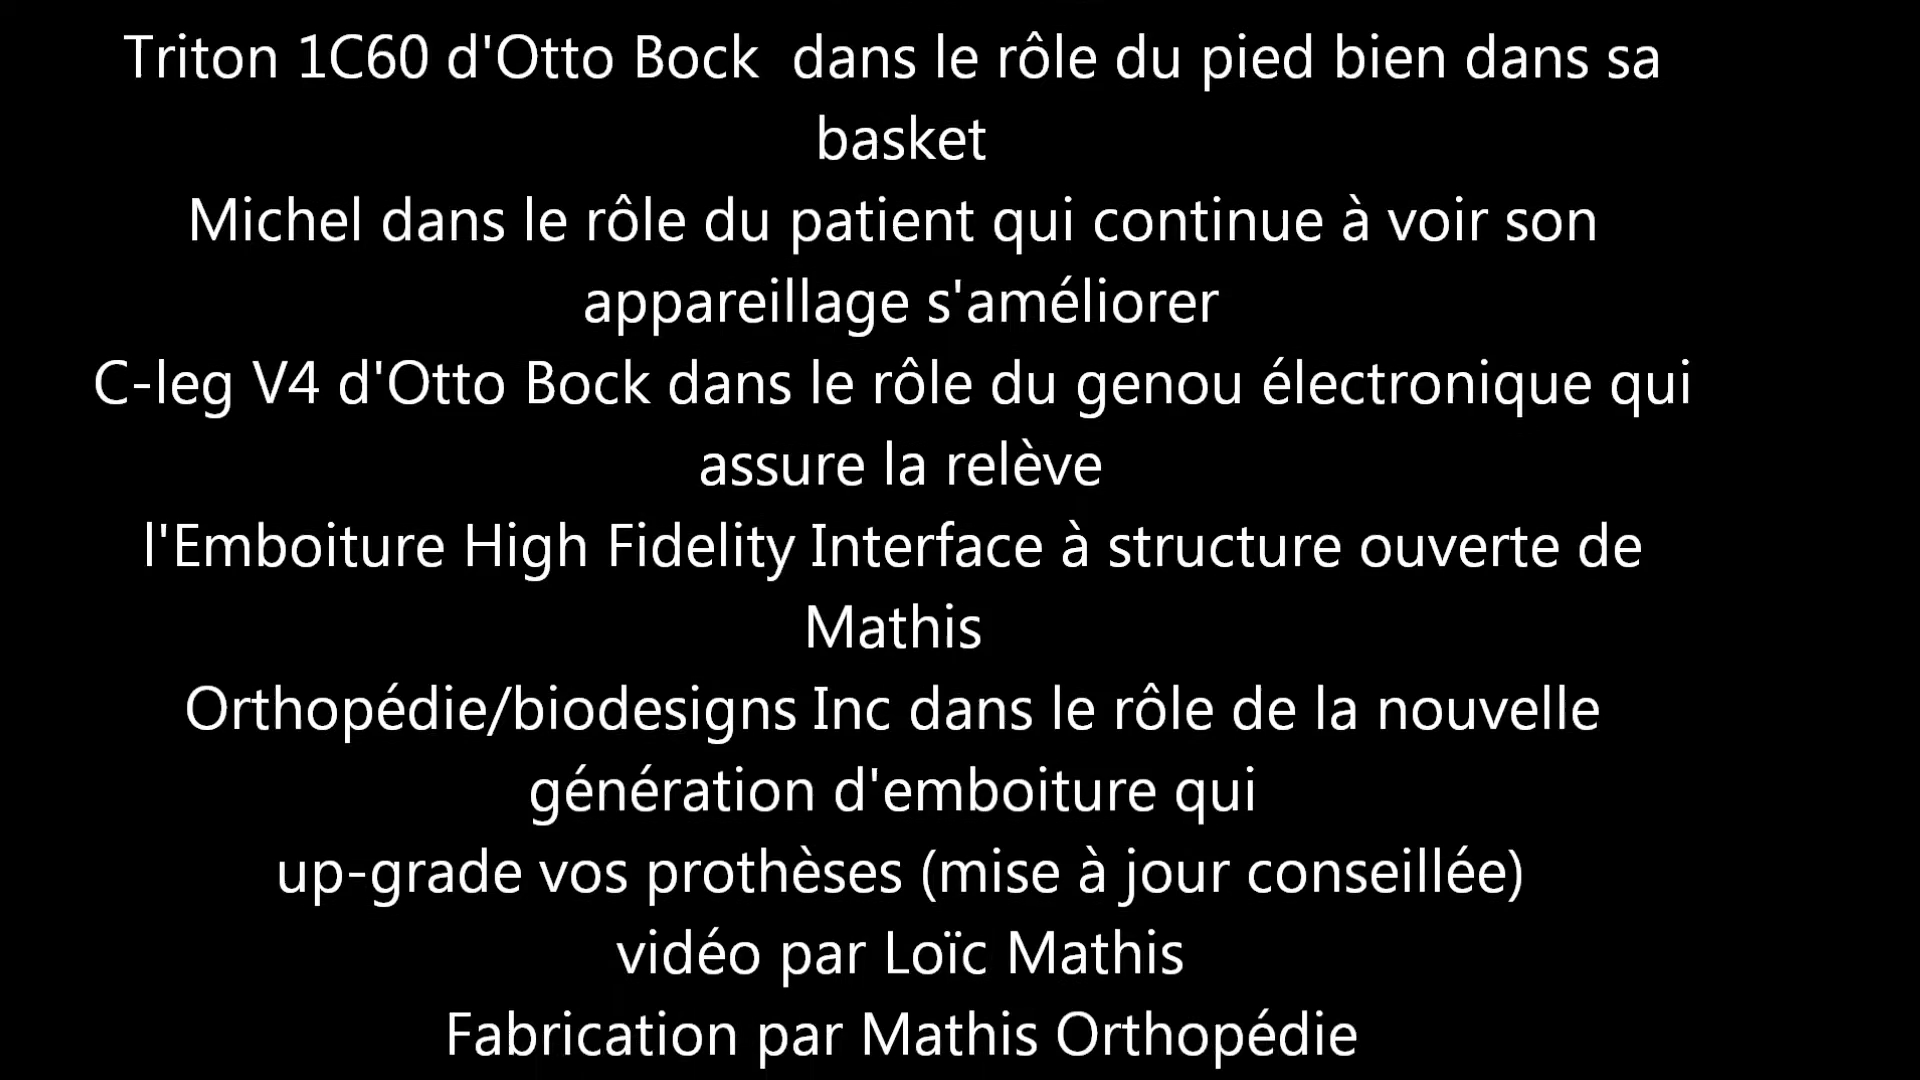 Triton 1C60 d'Otto Bock  dans le rôle du pied bien dans sa
basket
Michel dans le rôle du patient qui continue à voir son
appareillage s'améliorer
C-leg V4 d'Otto Bock dans le rôle du genou électronique qui
assure la relève
l'Emboiture High Fidelity Interface à structure ouverte de
Mathis
Orthopédie/biodesigns Inc dans le rôle de la nouvelle
génération d'emboiture qui
up-grade vos prothèses (mise à jour conseillée)
vidéo par Loïc Mathis
Fabrication par Mathis Orthopédie